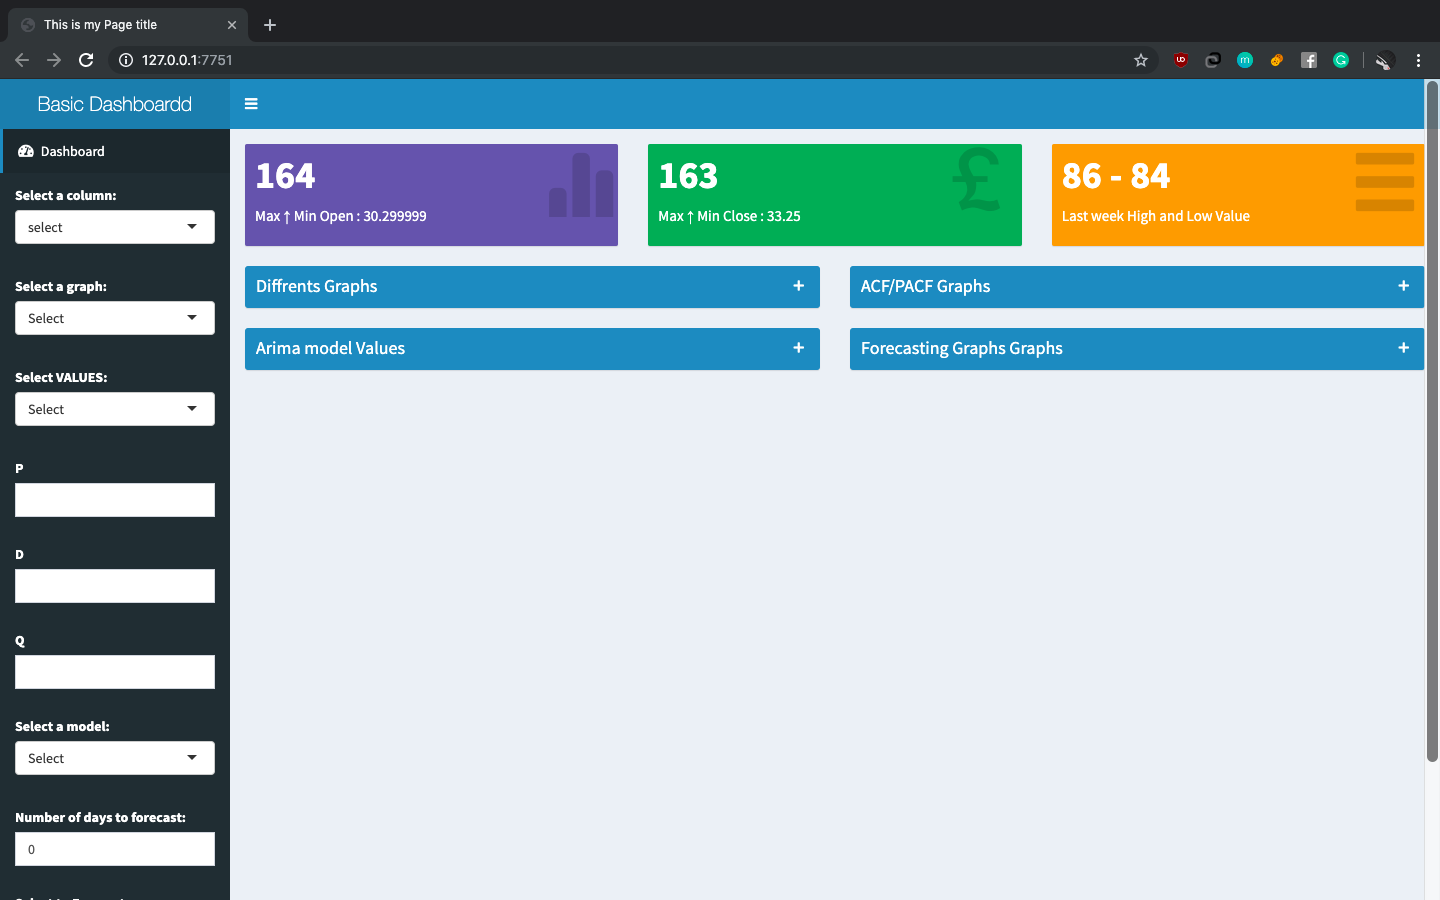 This is my Page title
127.0.0.1:7751
Basic Dashboardd
Dashboard
Select a column:
select
Select a graph:
Select
Select VALUES:
Select
P
D
Q
Select a model:
Select
Number of days to forecast:
0
164
Max ↑ Min Open : 30.299999
163
Max ↑ Min Close : 33.25
£
86 - 84
Last week High and Low Value
Diffrents Graphs
ACF/PACF Graphs
Arima model Values
Forecasting Graphs Graphs